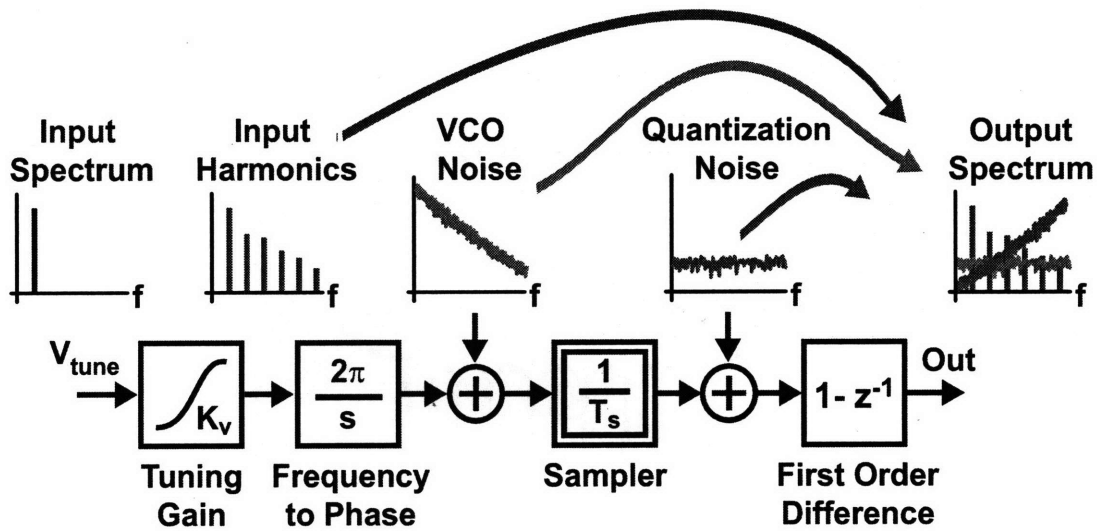 Input
Spectrum
Input
Harmonics
VCO
Noise
Quantization
Noise
Output
Spectrum
f
f
f
f
f
V_tune
K_v
2π
s
1
T_s
1- z^-1
Out
Tuning
Gain
Frequency
to Phase
Sampler
First Order
Difference